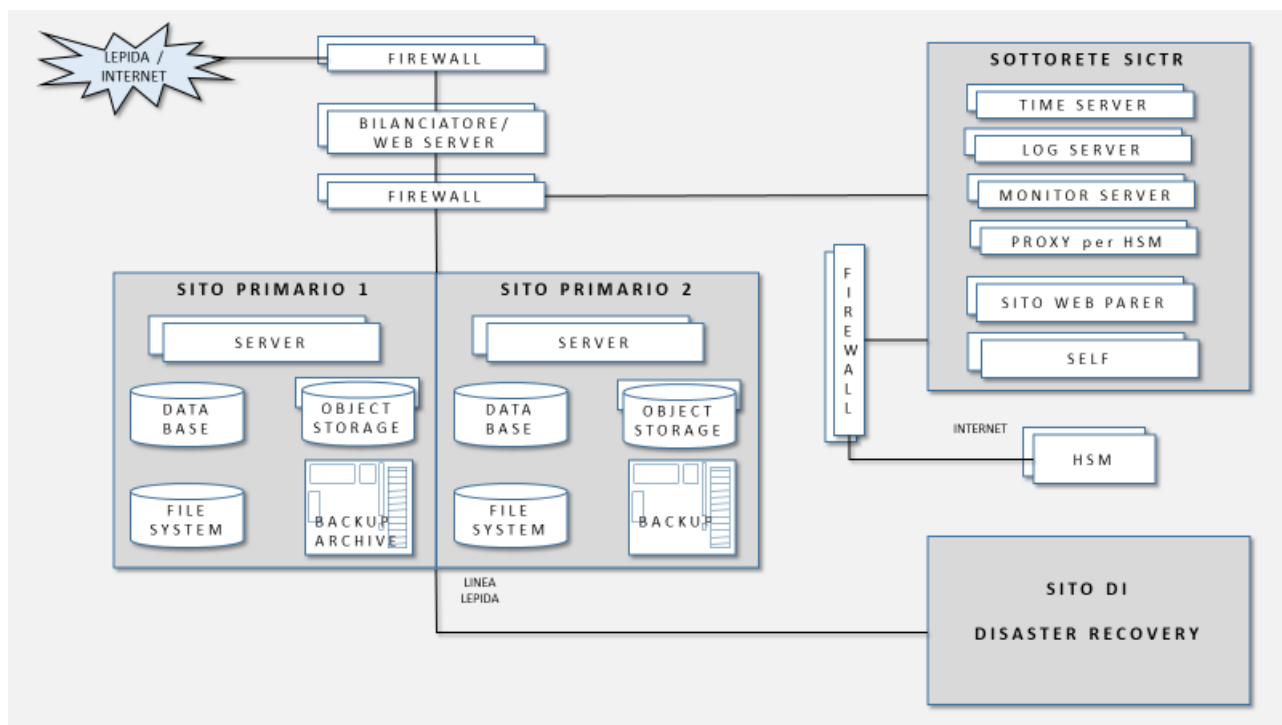 LEPIDA /
INTERNET
FIREWALL
BILANCIATORE/
WEB SERVER
FIREWALL
SOTTORETE SICTR
TIME SERVER
LOG SERVER
MONITOR SERVER
PROXY per HSM
SITO WEB PARER
SELF
FIREWALL
INTERNET
HSM
SITO PRIMARIO 1
SERVER
DATA
BASE
OBJECT
STORAGE
FILE
SYSTEM
BACKUP
ARCHIVE
SITO PRIMARIO 2
SERVER
DATA
BASE
OBJECT
STORAGE
FILE
SYSTEM
BACKUP
LINEA
LEPIDA
SITO DI
DISASTER RECOVERY